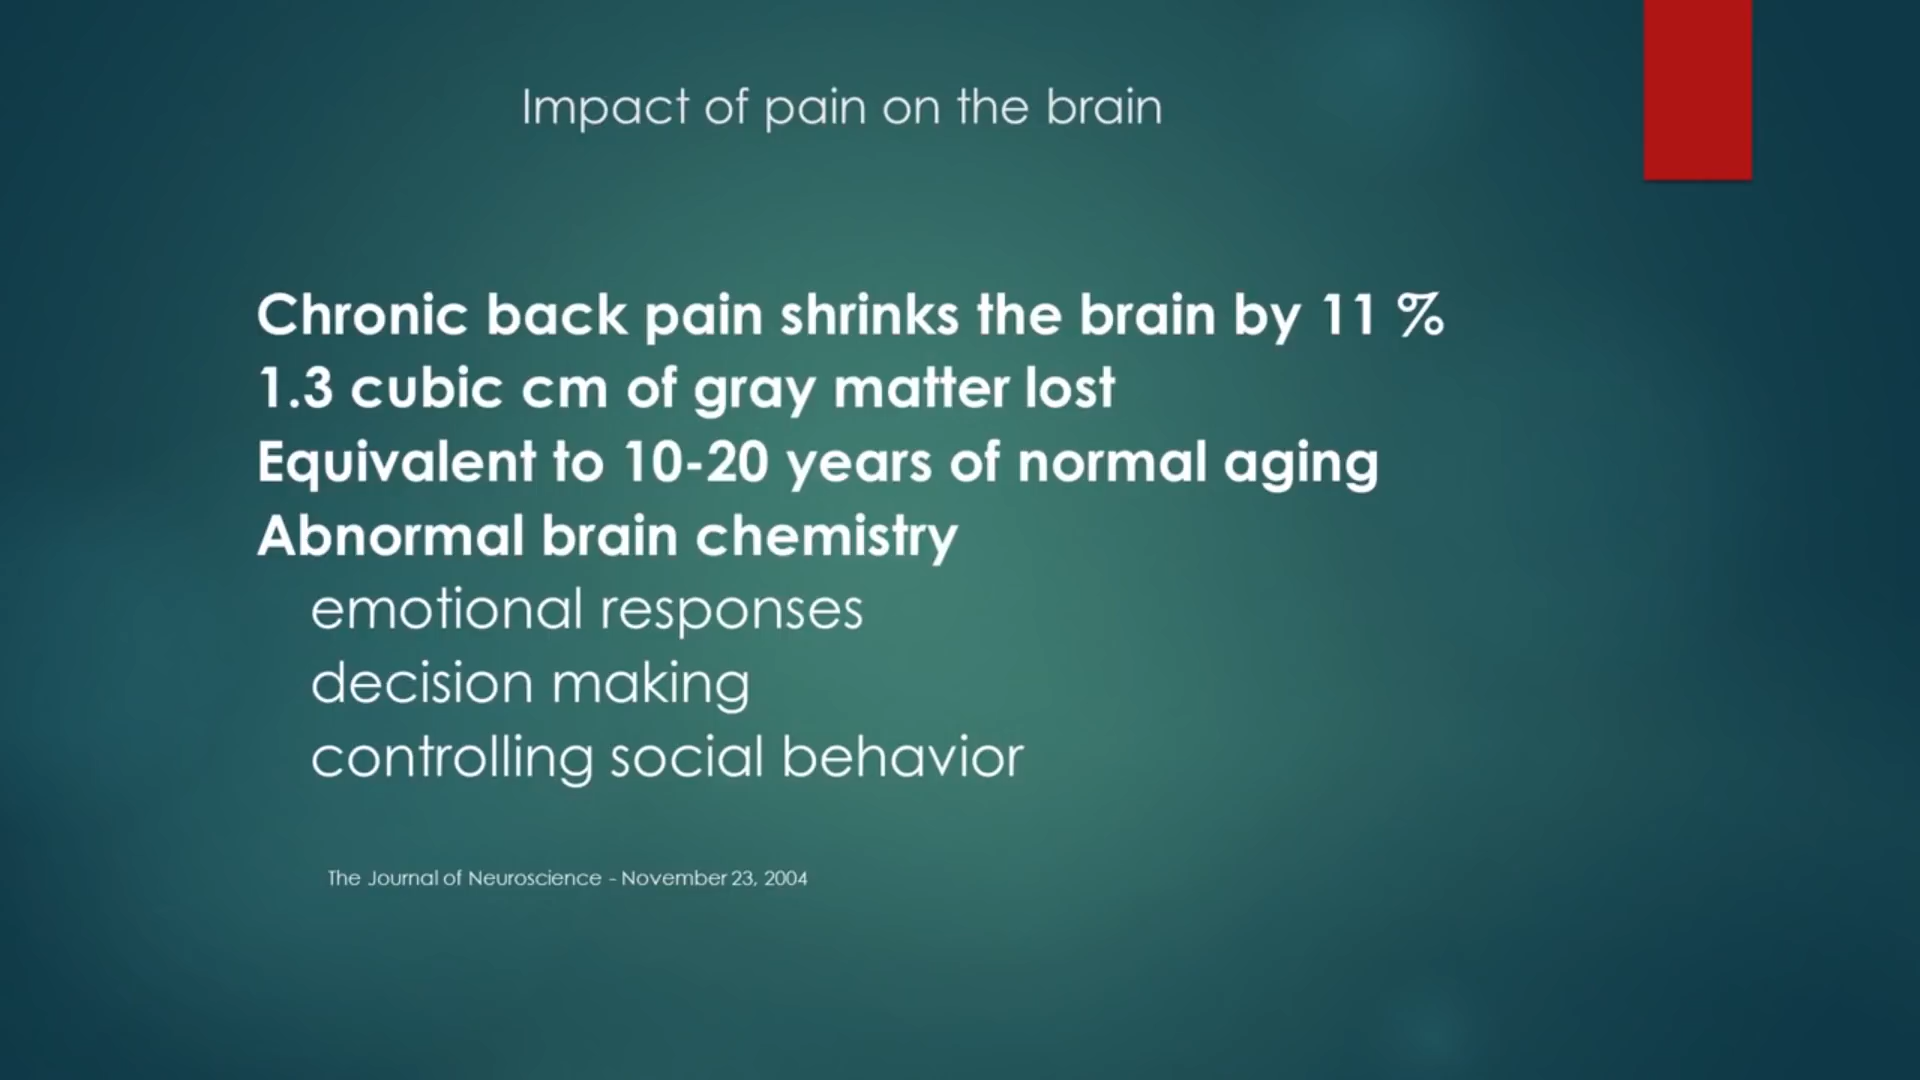 Impact of pain on the brain
Chronic back pain shrinks the brain by 11 %
1.3 cubic cm of gray matter lost
Equivalent to 10-20 years of normal aging
Abnormal brain chemistry
emotional responses
decision making
controlling social behavior
The Journal of Neuroscience - November 23, 2004